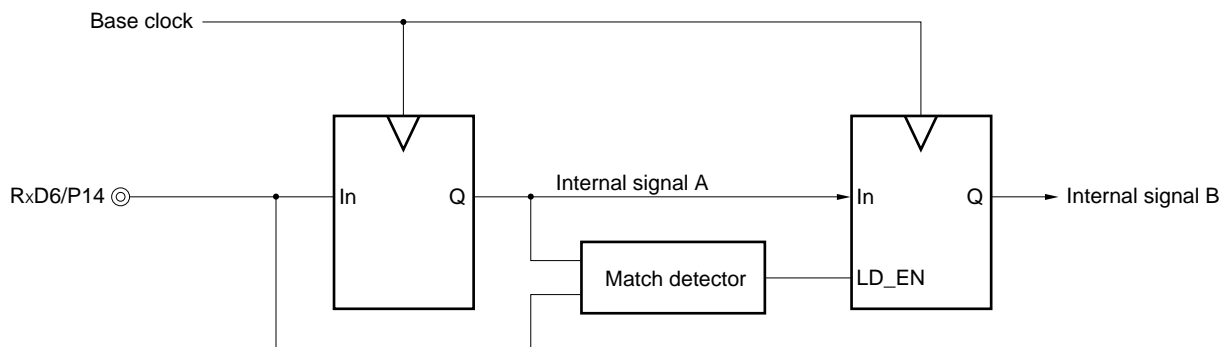 Base clock
RxD6/P14
In
Q
Internal signal A
In
Q
Internal signal B
Match detector
LD_EN